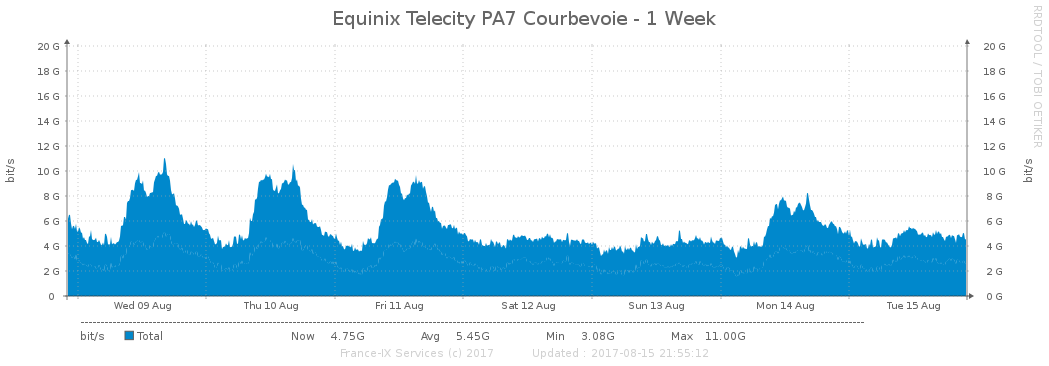 Equinix Telecity PA7 Courbevoie - 1 Week
RRDTOOL / TOBI OETIKER
bit/s
20 G 20 G
18 G 18 G
16 G 16 G
14 G 14 G
12 G 12 G
10 G 10 G
8 G 8 G
6 G 6 G
4 G 4 G
2 G 2 G
0 0 G
bit/s
Wed 09 Aug Thu 10 Aug Fri 11 Aug Sat 12 Aug Sun 13 Aug Mon 14 Aug Tue 15 Aug
bit/s Total Now 4.75G Avg 5.45G Min 3.08G Max 11.00G
France-IX Services (c) 2017 Updated : 2017-08-15 21:55:12